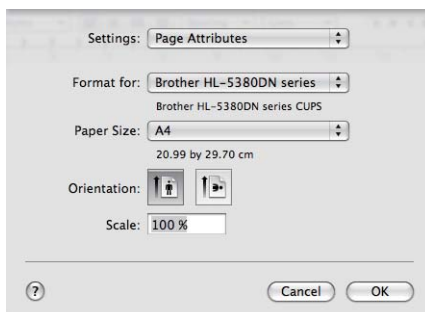 Settings: Page Attributes
Format for: Brother HL-5380DN series
Brother HL-5380DN series CUPS
Paper Size: A4
20.99 by 29.70 cm
Orientation:
Scale: 100 %
? Cancel OK